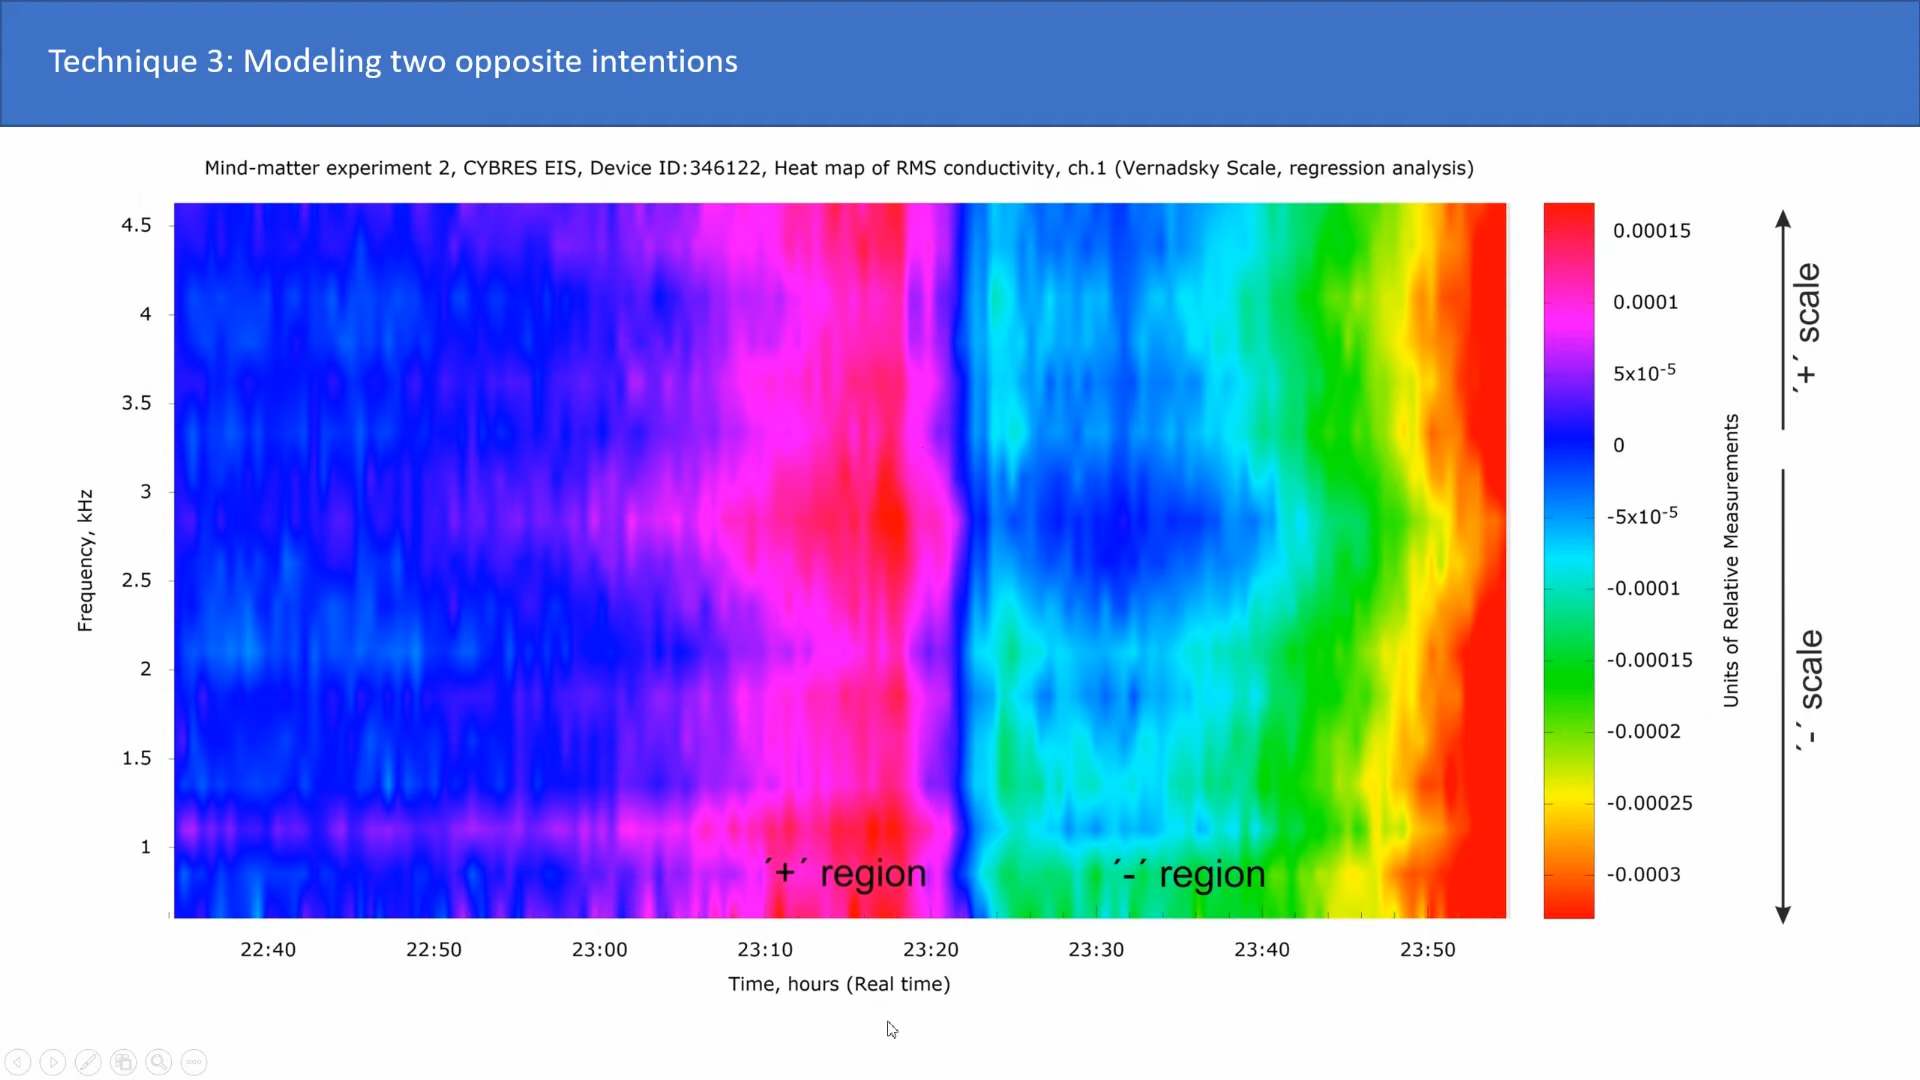 Technique 3: Modeling two opposite intentions
Mind-matter experiment 2, CYBRES EIS, Device ID:346122, Heat map of RMS conductivity, ch.1 (Vernadsky Scale, regression analysis)
Frequency, kHz
4.5
4
3.5
3
2.5
2
1.5
1
´+´ region
´-´ region
22:40 22:50 23:00 23:10 23:20 23:30 23:40 23:50
Time, hours (Real time)
0.00015
0.0001
5x10⁻⁵
0
-5x10⁻⁵
-0.0001
-0.00015
-0.0002
-0.00025
-0.0003
Units of Relative Measurements
´+´ scale
´-´ scale